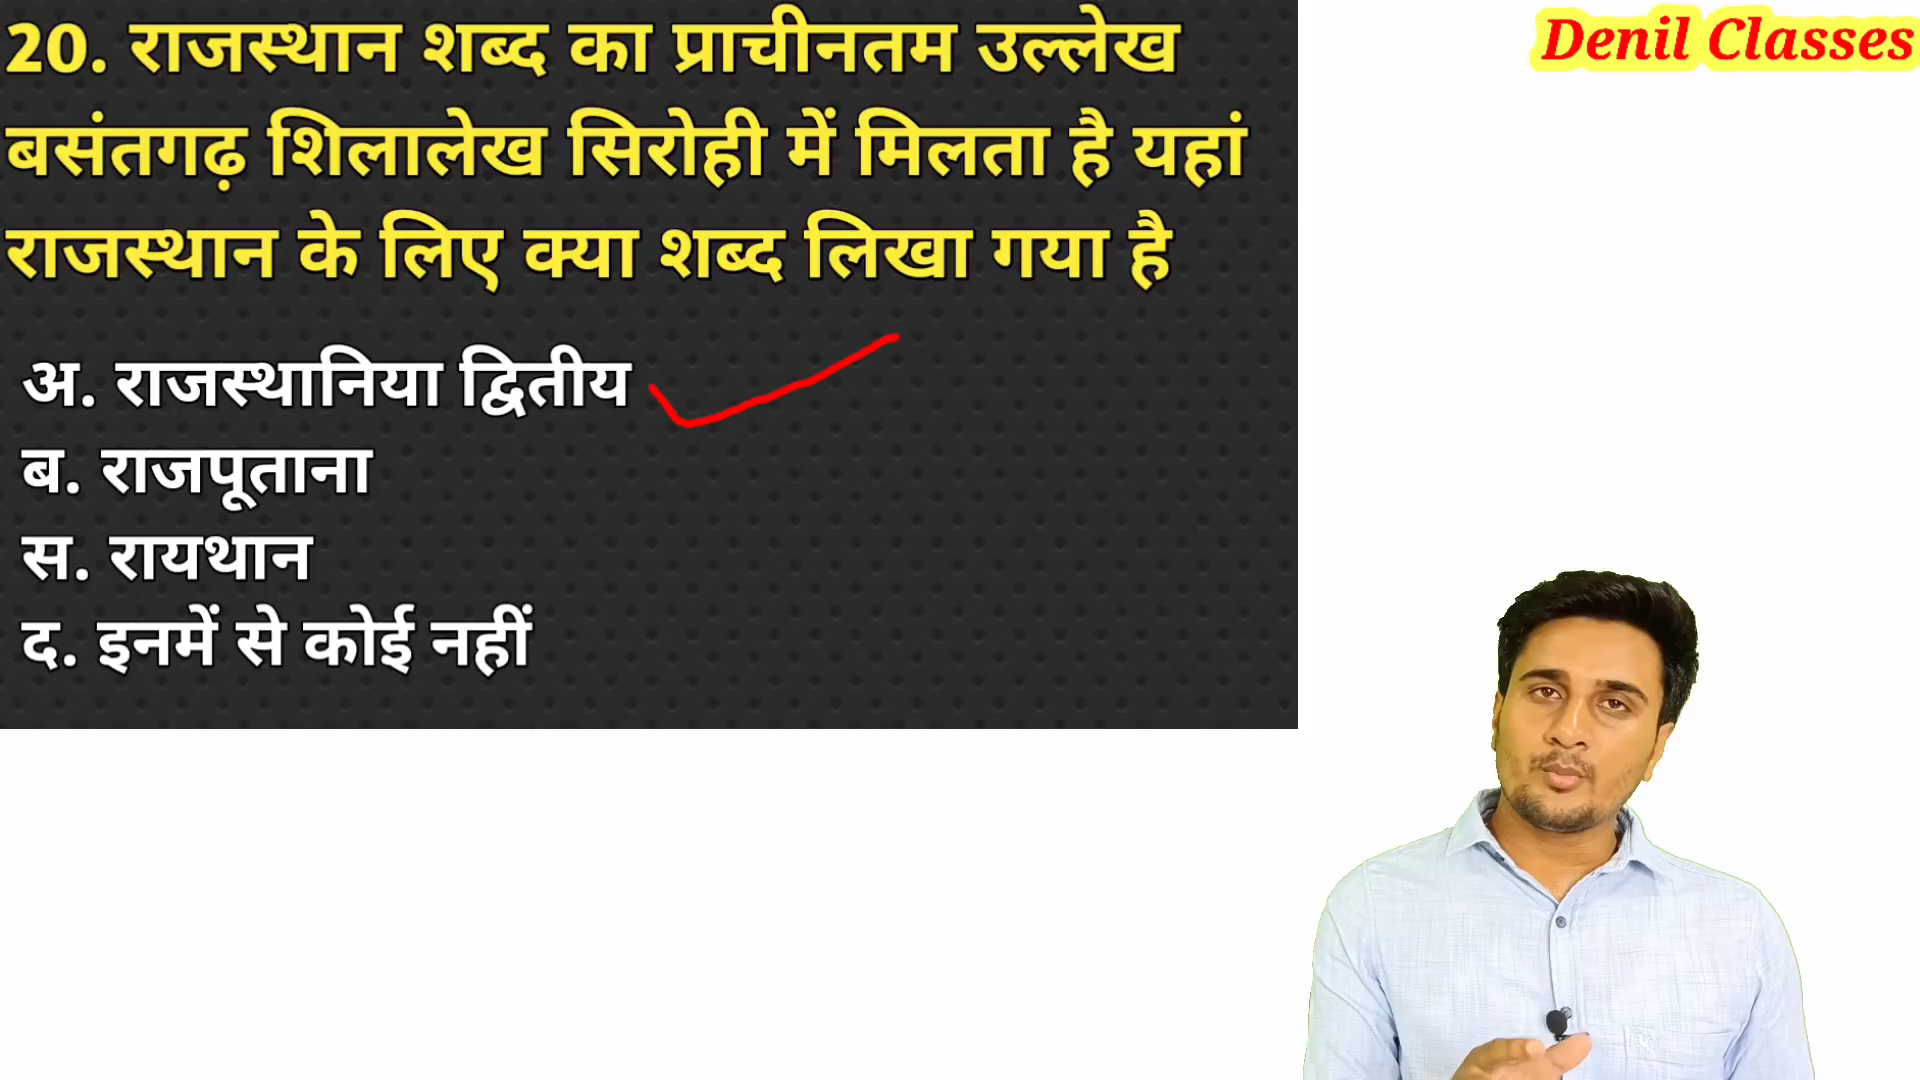 20. राजस्थान शब्द का प्राचीनतम उल्लेख
बसंतगढ़ शिलालेख सिरोही में मिलता है यहां
राजस्थान के लिए क्या शब्द लिखा गया है
अ. राजस्थानिया द्वितीय
ब. राजपूताना
स. रायथान
द. इनमें से कोई नहीं
Denil Classes